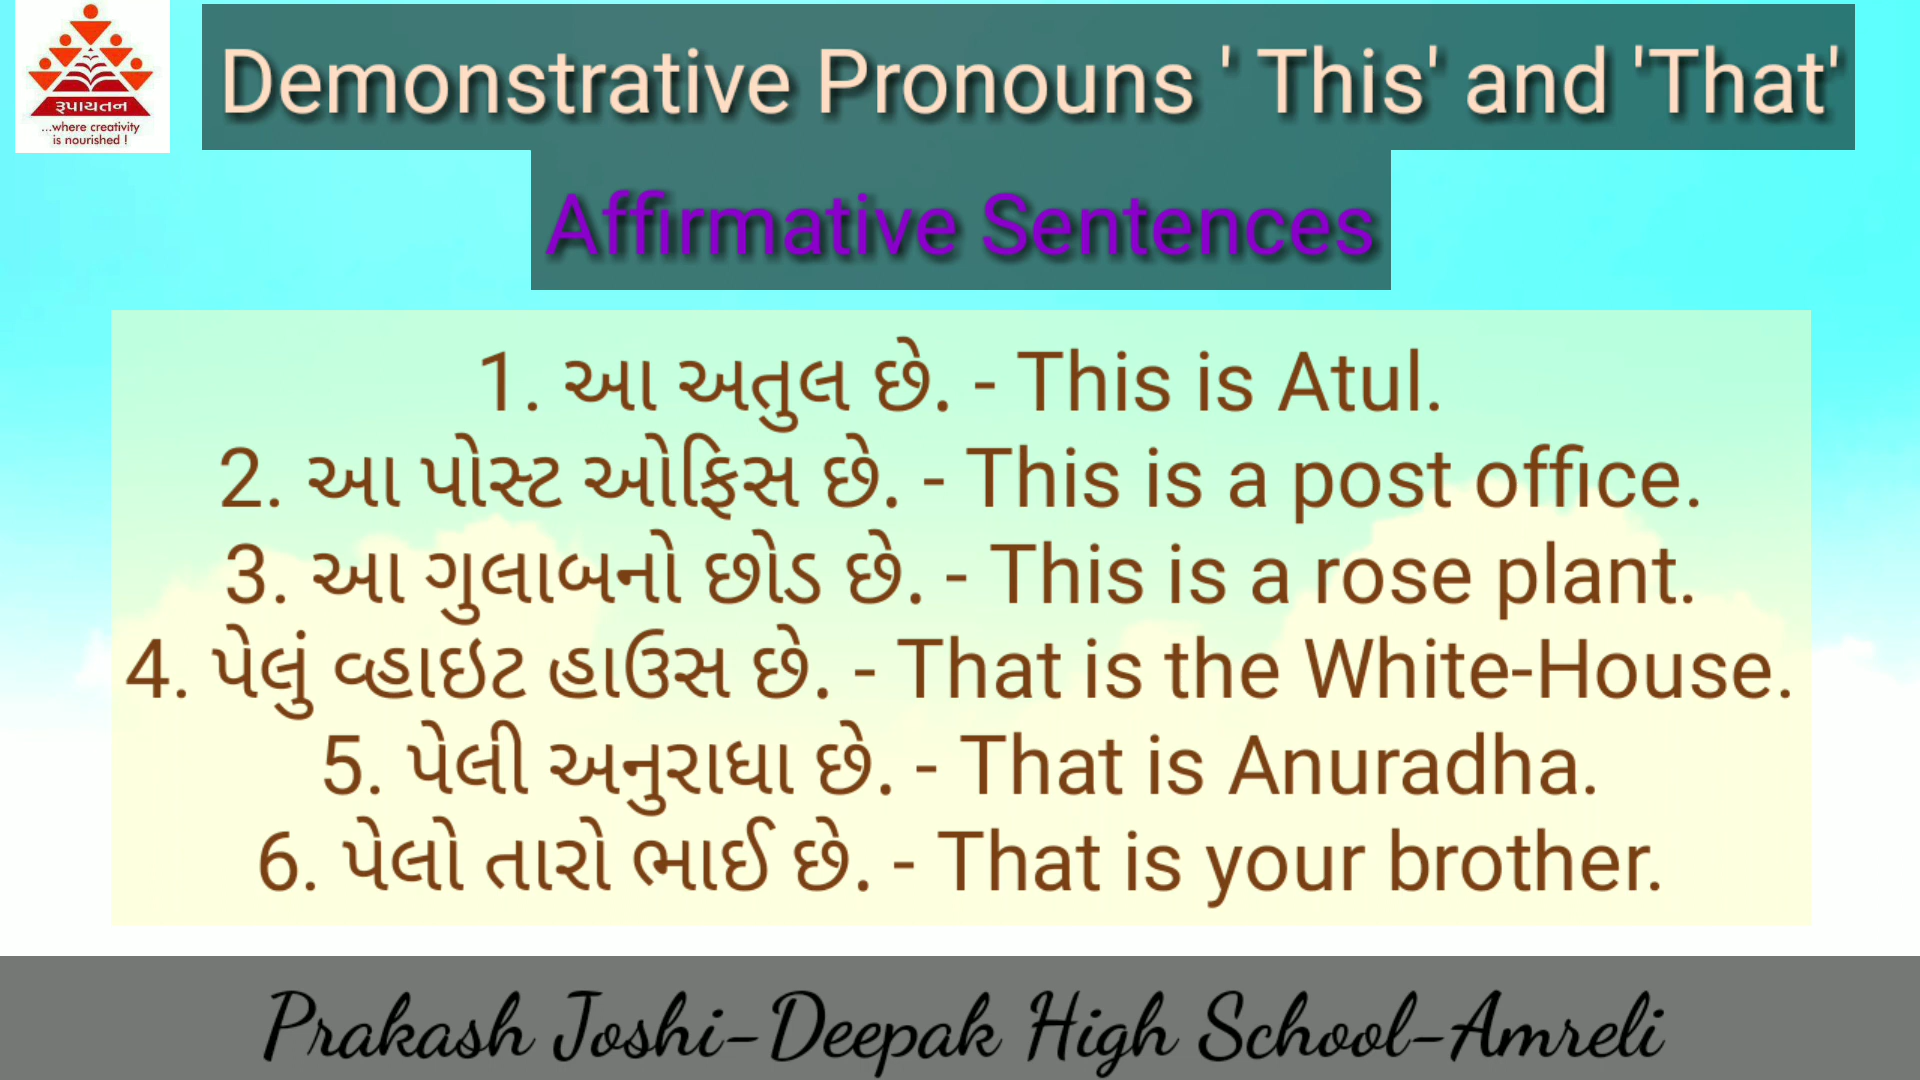 રૂપાયતન
...where creativity
is nourished !
Demonstrative Pronouns ' This' and 'That'
Affirmative Sentences
1. આ અતુલ છે. - This is Atul.
2. આ પોસ્ટ ઓફિસ છે. - This is a post office.
3. આ ગુલાબનો છોડ છે. - This is a rose plant.
4. પેલું વ્હાઇટ હાઉસ છે. - That is the White-House.
5. પેલી અનુરાધા છે. - That is Anuradha.
6. પેલો તારો ભાઈ છે. - That is your brother.
Prakash Joshi-Deepak High School-Amreli